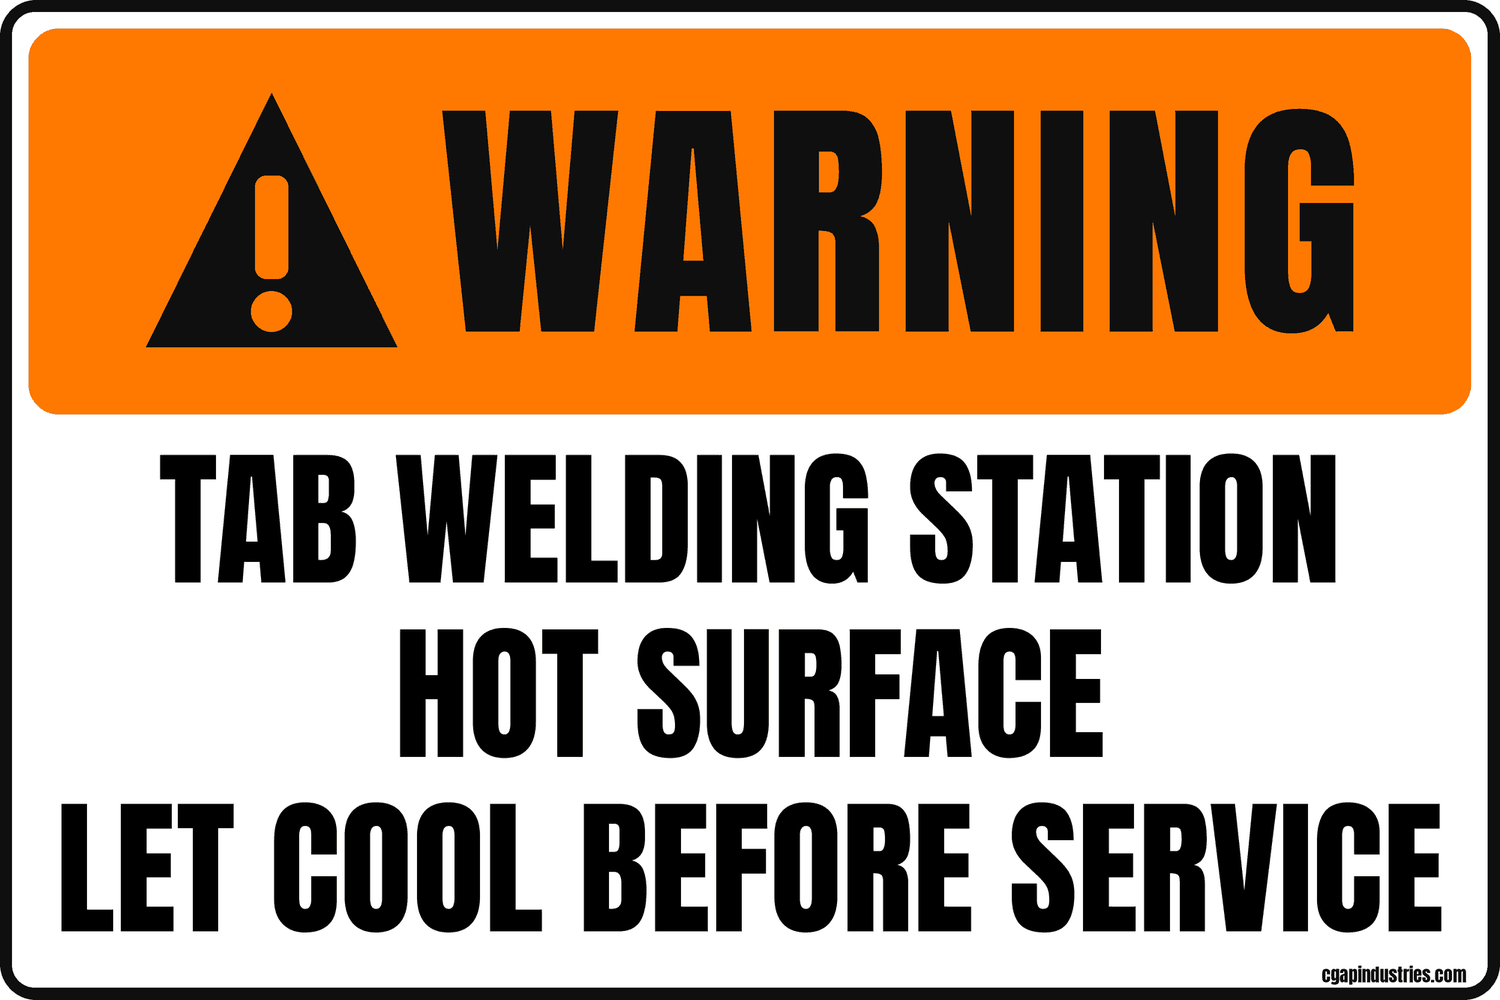 WARNING
TAB WELDING STATION
HOT SURFACE
LET COOL BEFORE SERVICE
cgapindustries.com